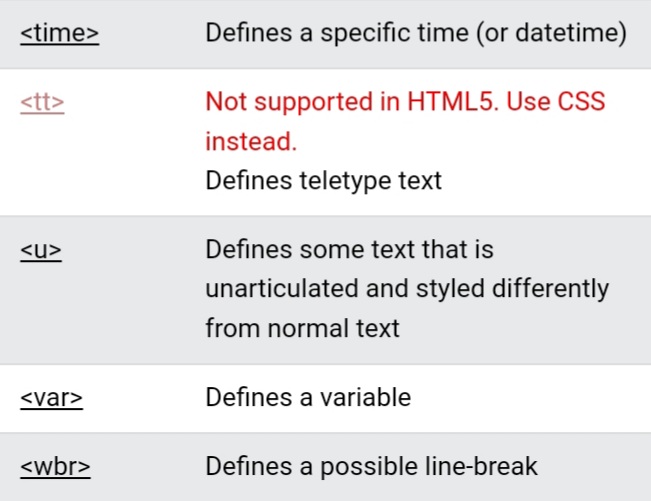 <time> Defines a specific time (or datetime)
<tt> Not supported in HTML5. Use CSS
instead.
Defines teletype text
<u> Defines some text that is
unarticulated and styled differently
from normal text
<var> Defines a variable
<wbr> Defines a possible line-break